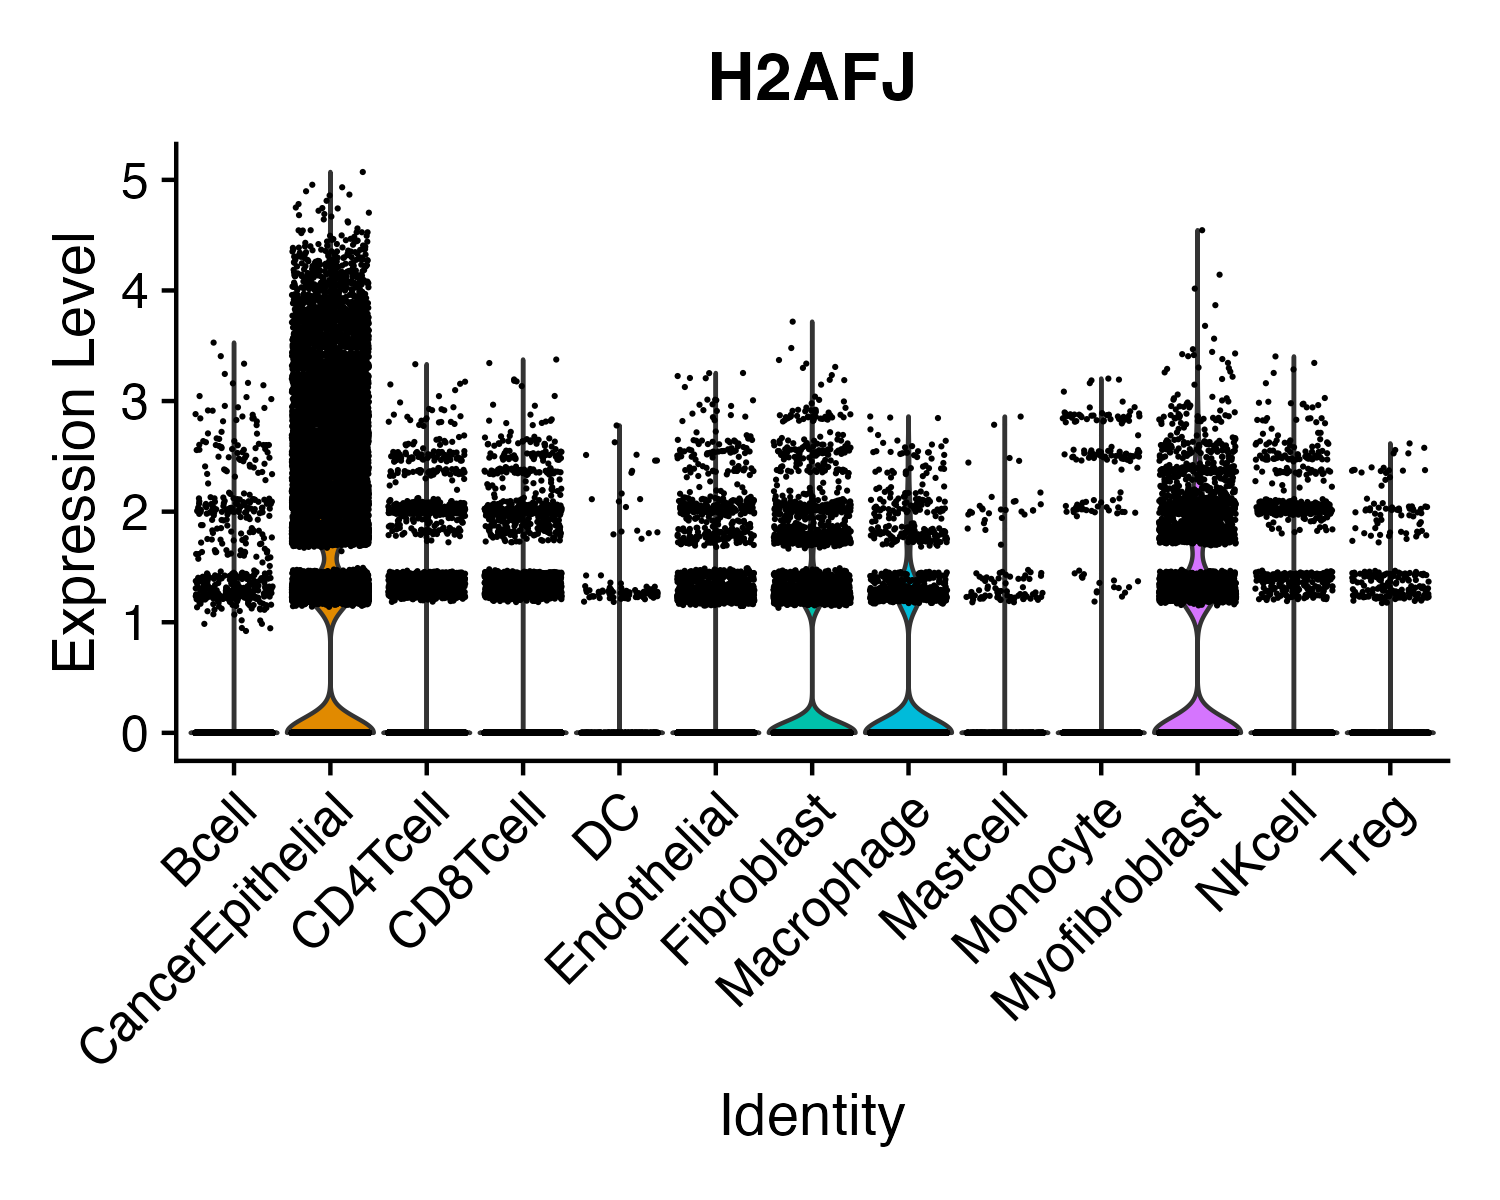 H2AFJ
Expression Level
5
4
3
2
1
0
Bcell
CancerEpithelial
CD4Tcell
CD8Tcell
DC
Endothelial
Fibroblast
Macrophage
Mastcell
Monocyte
Myofibroblast
NKcell
Treg
Identity